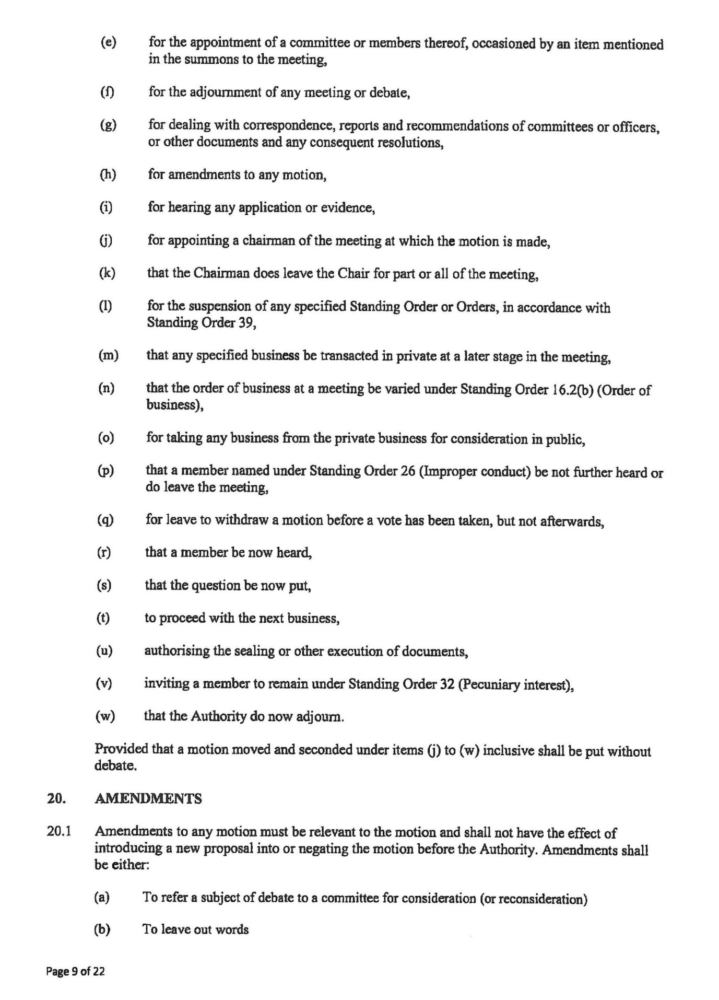 (e) for the appointment of a committee or members thereof, occasioned by an item mentioned
in the summons to the meeting,
(f) for the adjournment of any meeting or debate,
(g) for dealing with correspondence, reports and recommendations of committees or officers,
or other documents and any consequent resolutions,
(h) for amendments to any motion,
(i) for hearing any application or evidence,
(j) for appointing a chairman of the meeting at which the motion is made,
(k) that the Chairman does leave the Chair for part or all of the meeting,
(l) for the suspension of any specified Standing Order or Orders, in accordance with
Standing Order 39,
(m) that any specified business be transacted in private at a later stage in the meeting,
(n) that the order of business at a meeting be varied under Standing Order 16.2(b) (Order of
business),
(o) for taking any business from the private business for consideration in public,
(p) that a member named under Standing Order 26 (Improper conduct) be not further heard or
do leave the meeting,
(q) for leave to withdraw a motion before a vote has been taken, but not afterwards,
(r) that a member be now heard,
(s) that the question be now put,
(t) to proceed with the next business,
(u) authorising the sealing or other execution of documents,
(v) inviting a member to remain under Standing Order 32 (Pecuniary interest),
(w) that the Authority do now adjourn.
Provided that a motion moved and seconded under items (j) to (w) inclusive shall be put without
debate.
20. AMENDMENTS
20.1 Amendments to any motion must be relevant to the motion and shall not have the effect of
introducing a new proposal into or negating the motion before the Authority. Amendments shall
be either:
(a) To refer a subject of debate to a committee for consideration (or reconsideration)
(b) To leave out words
Page 9 of 22